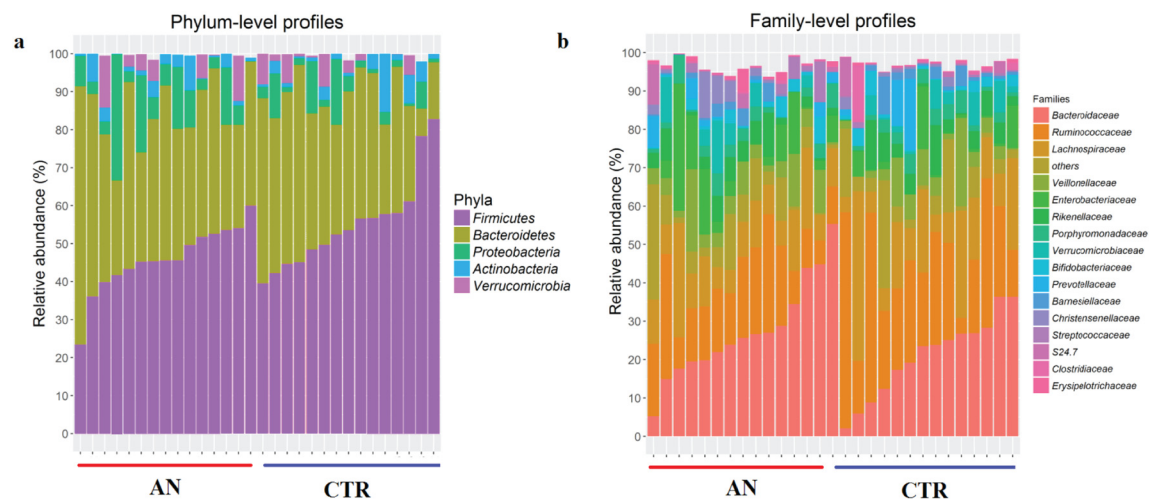 Phylum-level profiles
Family-level profiles
a
b
Relative abundance (%)
100
90
80
70
60
50
40
30
20
10
0
AN
CTR
Phyla
Firmicutes
Bacteroidetes
Proteobacteria
Actinobacteria
Verrucomicrobia
Relative abundance (%)
100
90
80
70
60
50
40
30
20
10
0
AN
CTR
Families
Bacteroidaceae
Ruminococcaceae
Lachnospiraceae
others
Veillonellaceae
Enterobacteriaceae
Rikenellaceae
Porphyromonadaceae
Verrucomicrobiaceae
Bifidobacteriaceae
Prevotellaceae
Barnesiellaceae
Christensenellaceae
Streptococcaceae
S24.7
Clostridiaceae
Erysipelotrichaceae